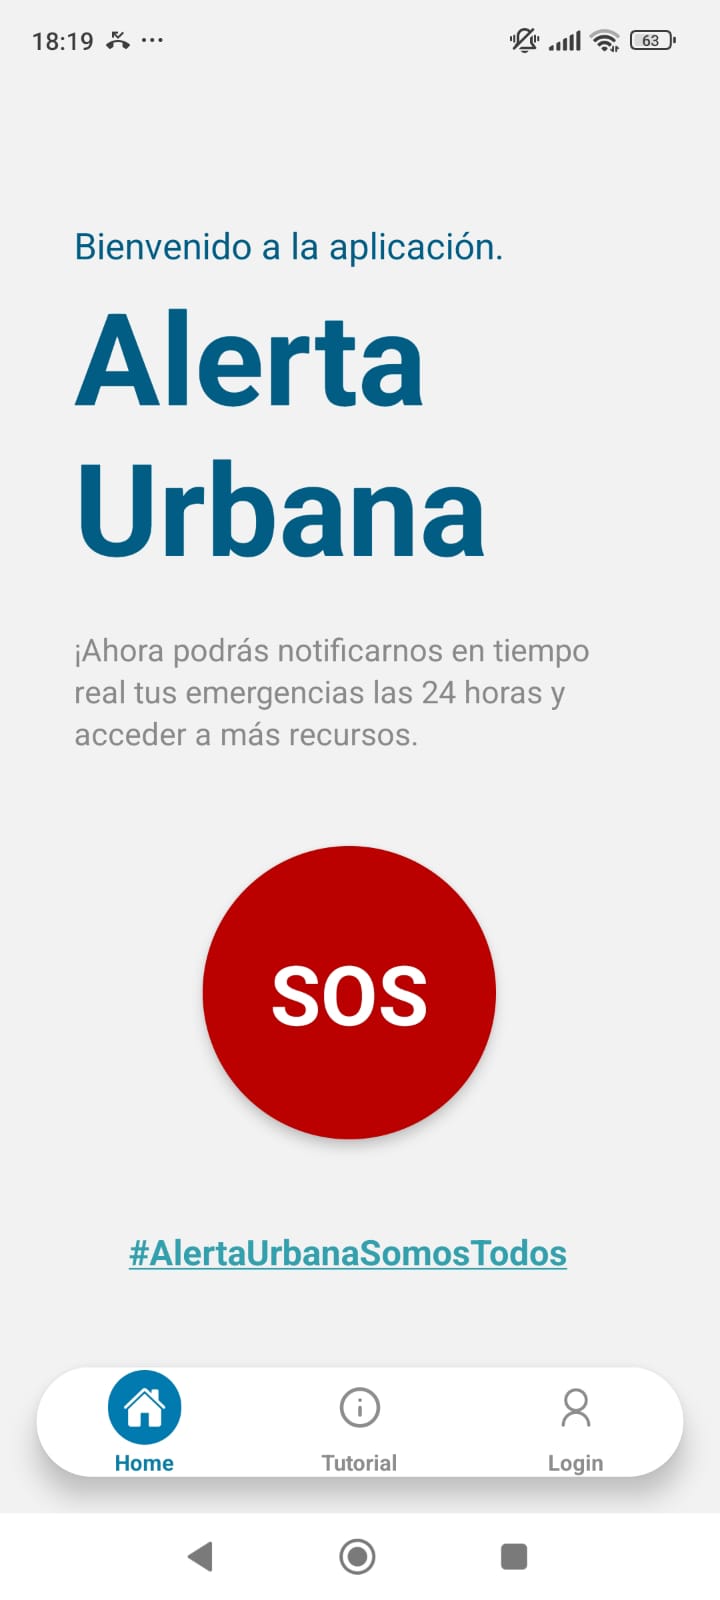 18:19
63
Bienvenido a la aplicación.
Alerta
Urbana
¡Ahora podrás notificarnos en tiempo
real tus emergencias las 24 horas y
acceder a más recursos.
SOS
#AlertaUrbanaSomosTodos
Home Tutorial Login